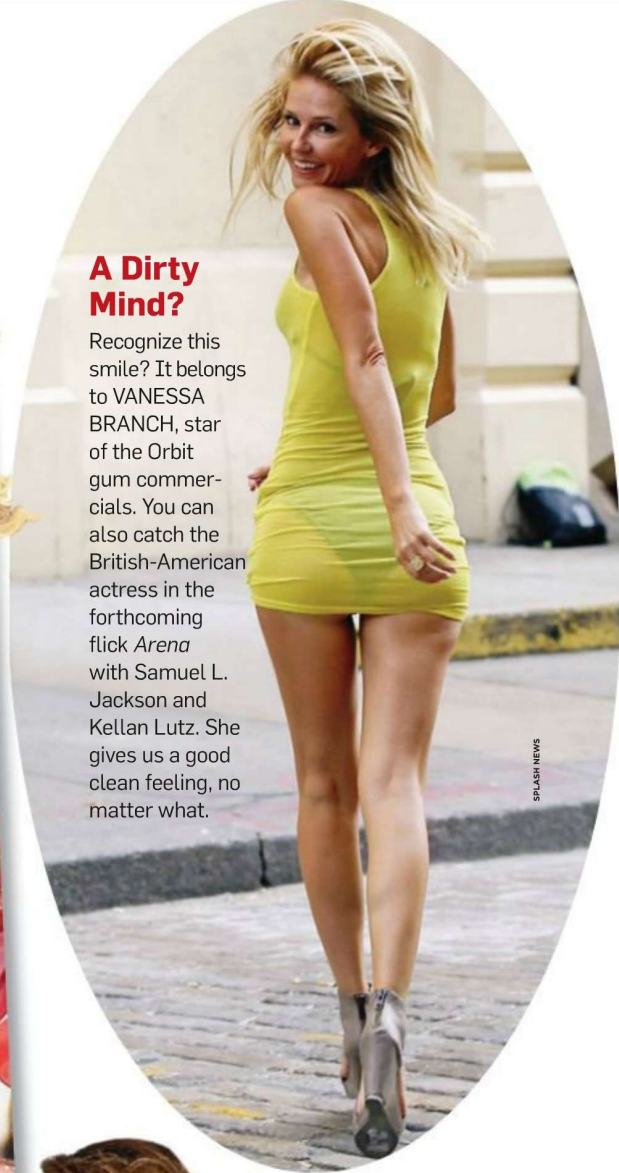 A Dirty
Mind?
Recognize this
smile? It belongs
to VANESSA
BRANCH, star
of the Orbit
gum commer-
cials. You can
also catch the
British-American
actress in the
forthcoming
flick Arena
with Samuel L.
Jackson and
Kellan Lutz. She
gives us a good
clean feeling, no
matter what.
SPLASH NEWS